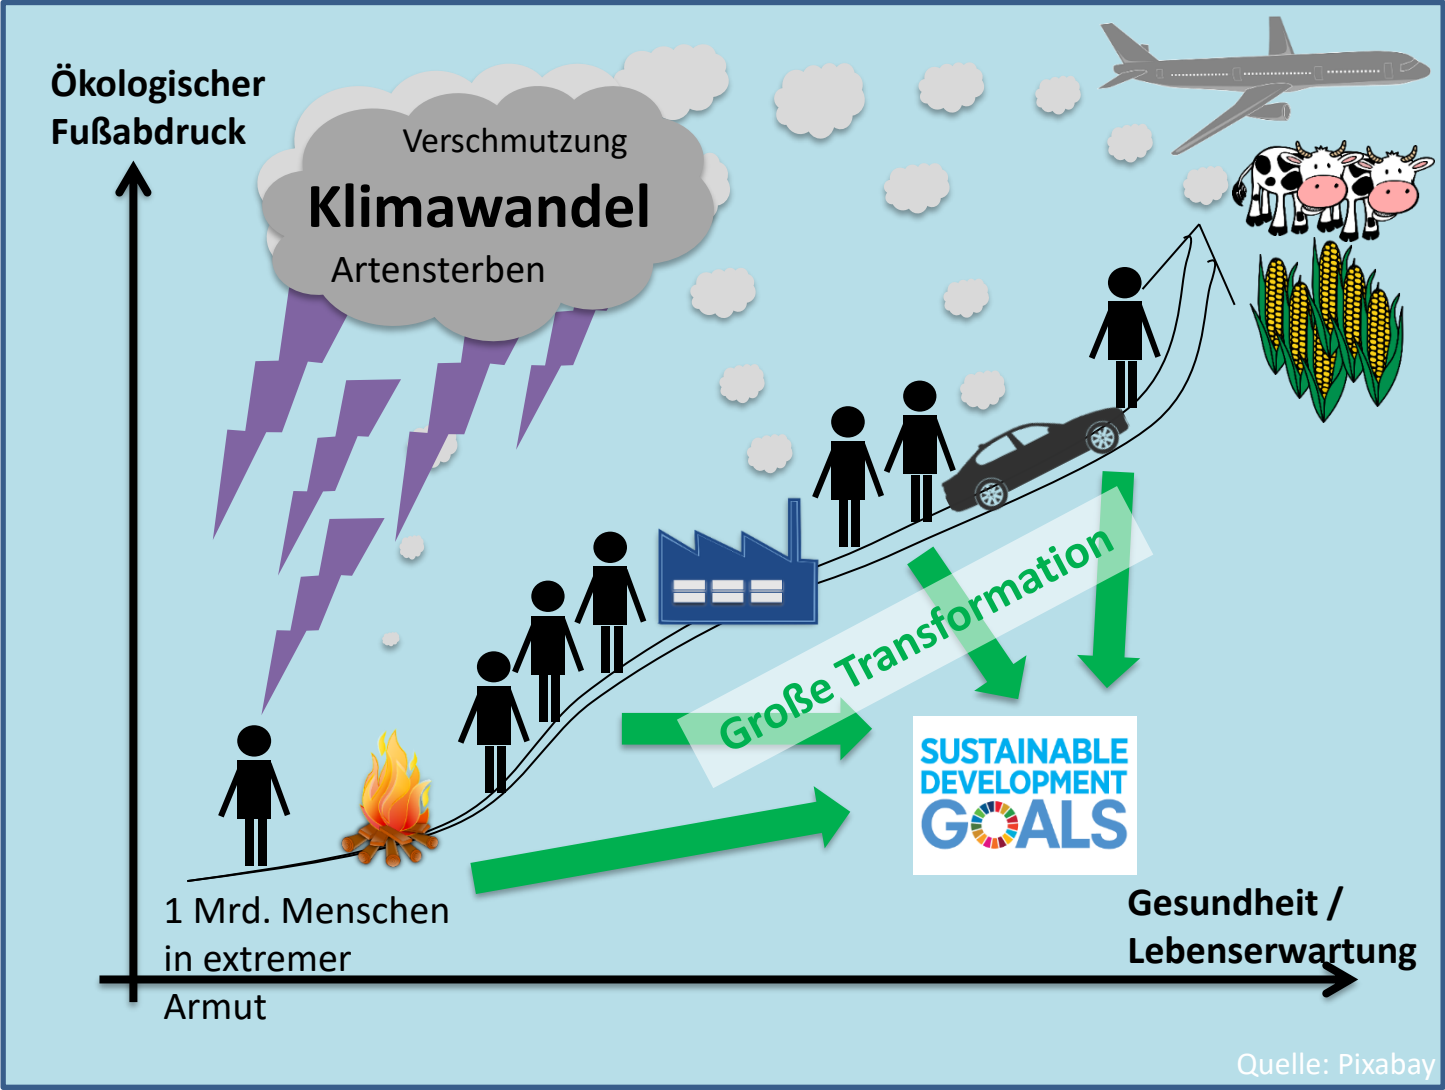 Ökologischer
Fußabdruck
Verschmutzung
Klimawandel
Artensterben
Große Transformation
SUSTAINABLE
DEVELOPMENT
GOALS
1 Mrd. Menschen
in extremer
Armut
Gesundheit /
Lebenserwartung
Quelle: Pixabay